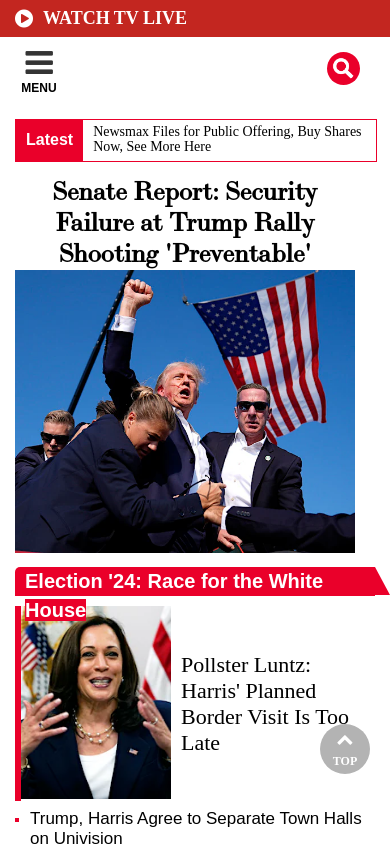 WATCH TV LIVE
MENU
Latest
Newsmax Files for Public Offering, Buy Shares
Now, See More Here
Senate Report: Security
Failure at Trump Rally
Shooting 'Preventable'
Election '24: Race for the White
House
Pollster Luntz:
Harris' Planned
Border Visit Is Too
Late
TOP
Trump, Harris Agree to Separate Town Halls
on Univision